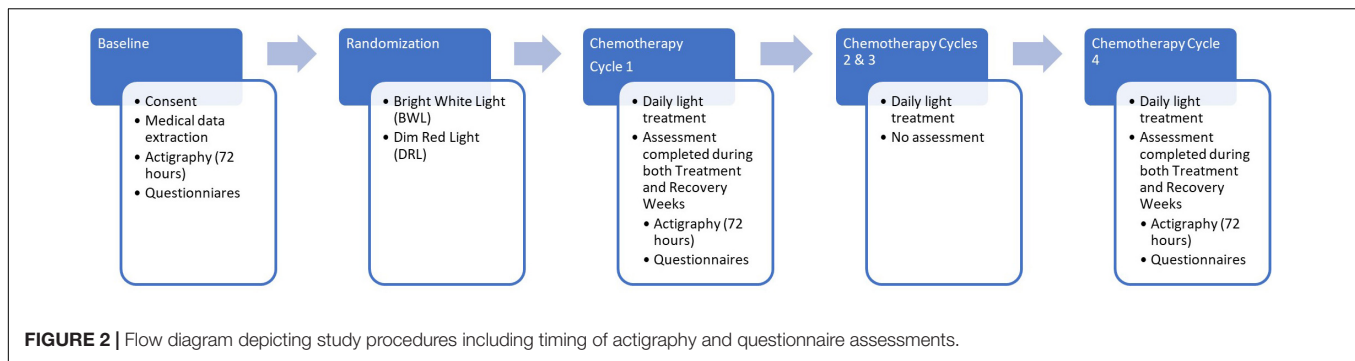 Baseline
• Consent
• Medical data
extraction
• Actigraphy (72
hours)
• Questionniares
Randomization
• Bright White Light
(BWL)
• Dim Red Light
(DRL)
Chemotherapy
Cycle 1
• Daily light
treatment
• Assessment
completed during
both Treatment
and Recovery
Weeks
• Actigraphy (72
hours)
• Questionnaires
Chemotherapy Cycles
2 & 3
• Daily light
treatment
• No assessment
Chemotherapy Cycle
4
• Daily light
treatment
• Assessment
completed during
both Treatment
and Recovery
Weeks
• Actigraphy (72
hours)
• Questionnaires
FIGURE 2 | Flow diagram depicting study procedures including timing of actigraphy and questionnaire assessments.